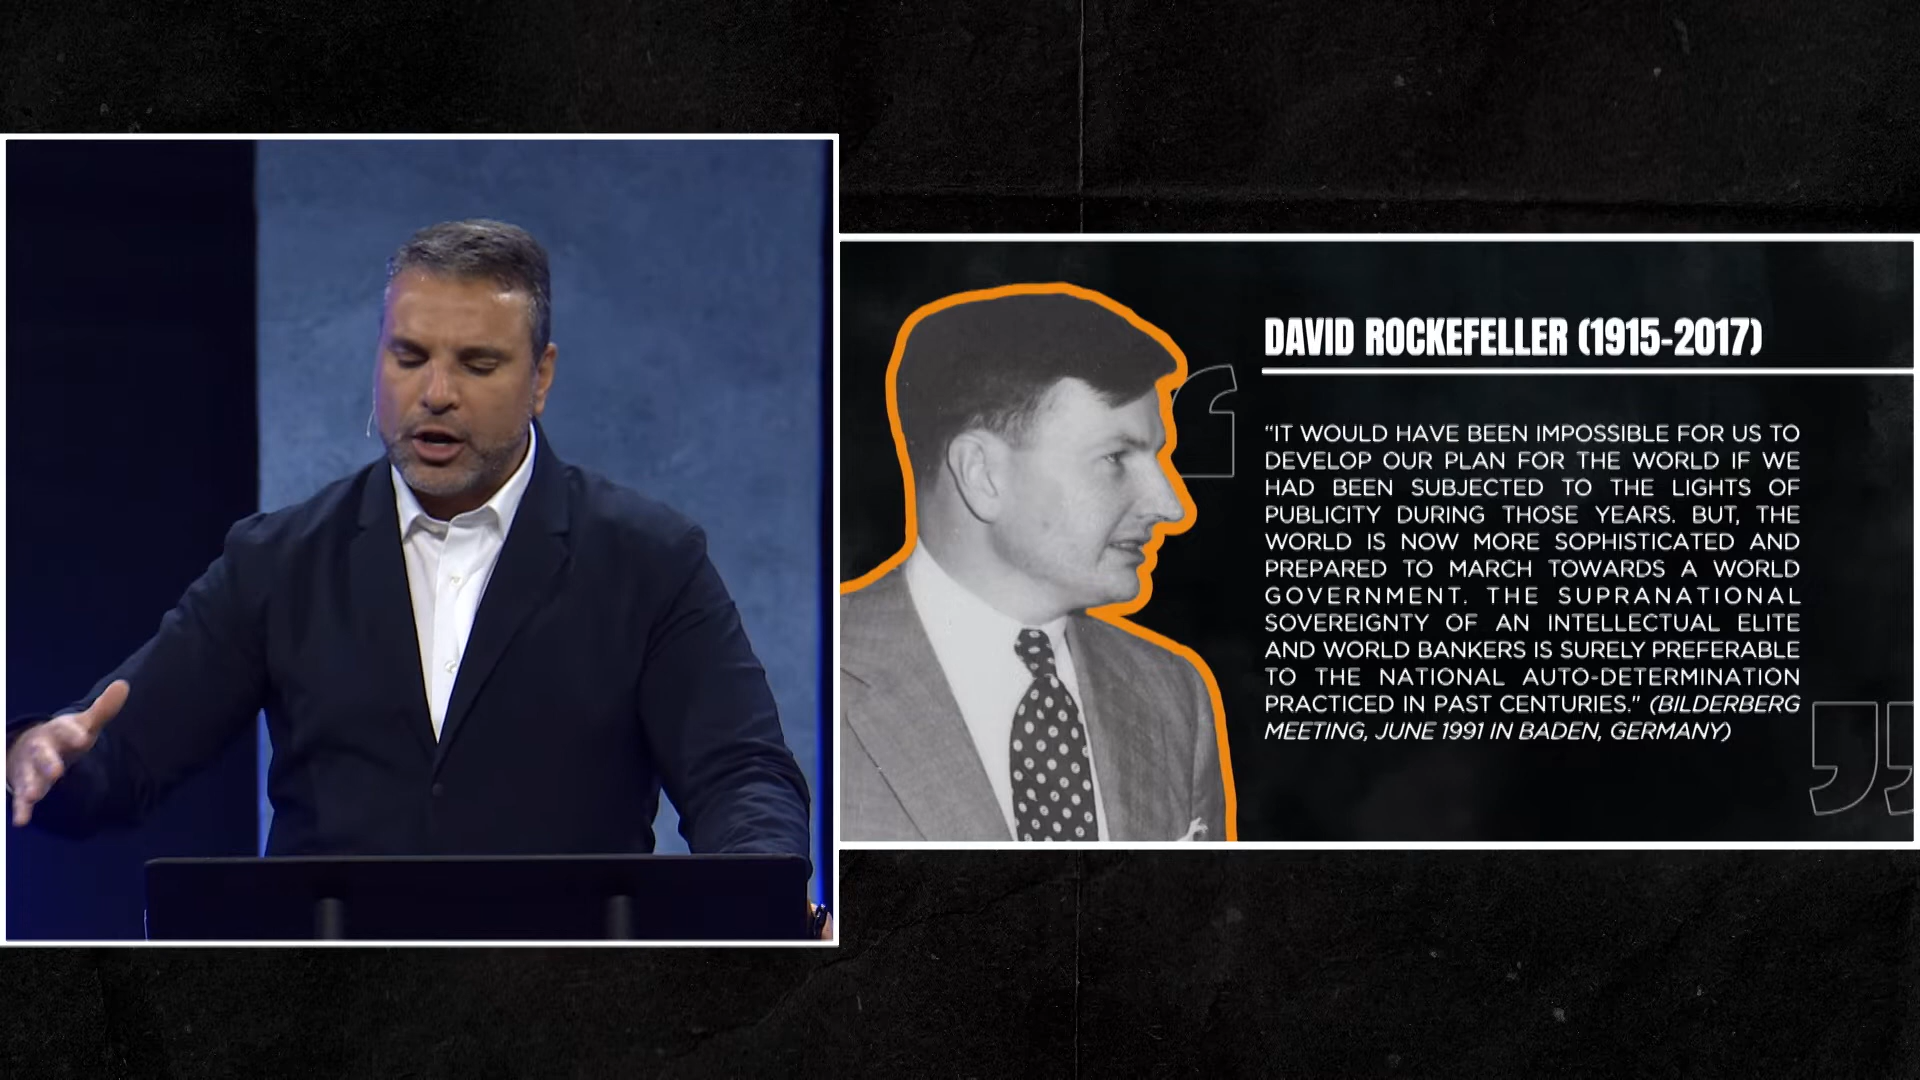 DAVID ROCKEFELLER (1915-2017)
“IT WOULD HAVE BEEN IMPOSSIBLE FOR US TO
DEVELOP OUR PLAN FOR THE WORLD IF WE
HAD BEEN SUBJECTED TO THE LIGHTS OF
PUBLICITY DURING THOSE YEARS. BUT, THE
WORLD IS NOW MORE SOPHISTICATED AND
PREPARED TO MARCH TOWARDS A WORLD
GOVERNMENT. THE SUPRANATIONAL
SOVEREIGNTY OF AN INTELLECTUAL ELITE
AND WORLD BANKERS IS SURELY PREFERABLE
TO THE NATIONAL AUTO-DETERMINATION
PRACTICED IN PAST CENTURIES.” (BILDERBERG
MEETING, JUNE 1991 IN BADEN, GERMANY)